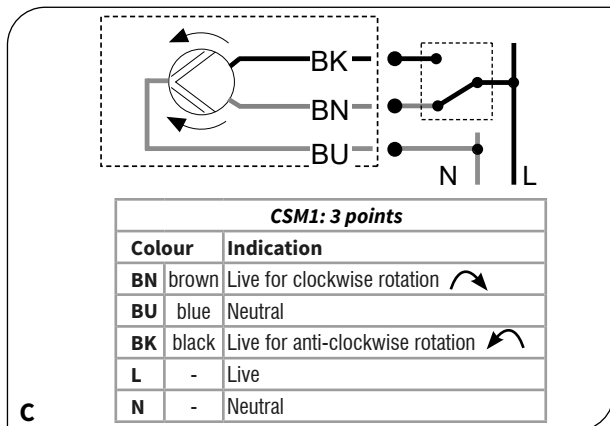 BK
BN
BU
N L
CSM1: 3 points
Colour Indication
BN brown Live for clockwise rotation
BU blue Neutral
BK black Live for anti-clockwise rotation
L - Live
N - Neutral
C